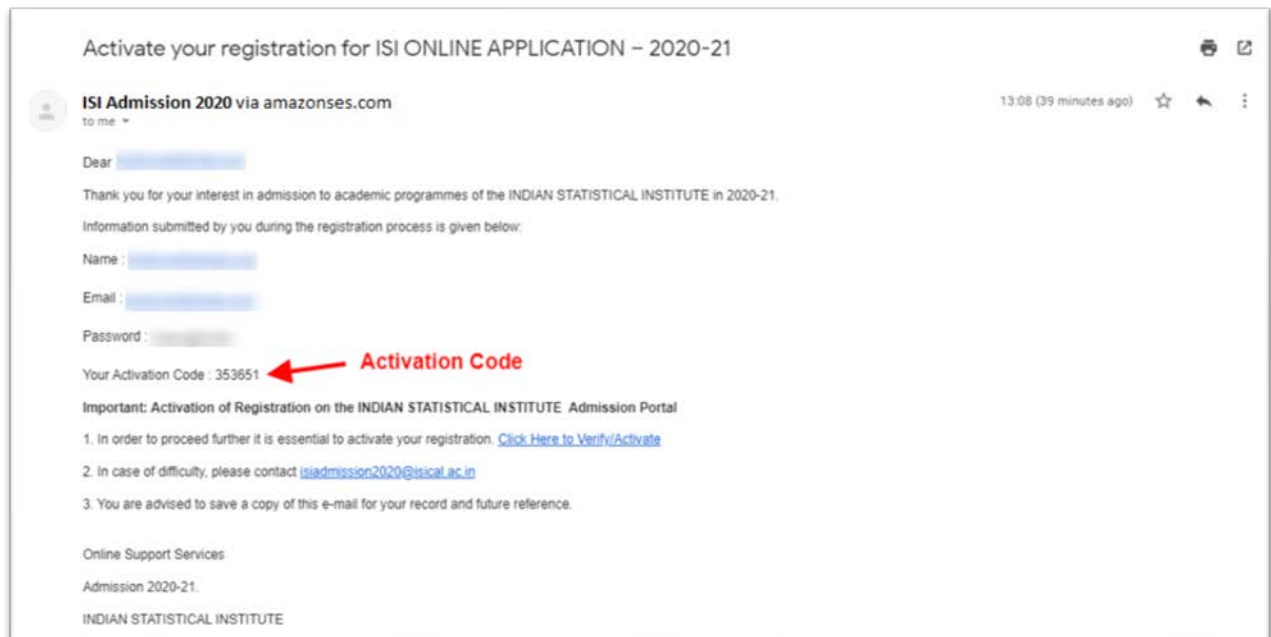 Activate your registration for ISI ONLINE APPLICATION – 2020-21
ISI Admission 2020 via amazonses.com
13:08 (39 minutes ago)
to me
Dear
Thank you for your interest in admission to academic programmes of the INDIAN STATISTICAL INSTITUTE in 2020-21.
Information submitted by you during the registration process is given below:
Name :
Email :
Password :
Activation Code
Your Activation Code : 353651
Important: Activation of Registration on the INDIAN STATISTICAL INSTITUTE Admission Portal
1. In order to proceed further it is essential to activate your registration. Click Here to Verify/Activate
2. In case of difficulty, please contact isiadmission2020@isical.ac.in
3. You are advised to save a copy of this e-mail for your record and future reference.
Online Support Services
Admission 2020-21.
INDIAN STATISTICAL INSTITUTE